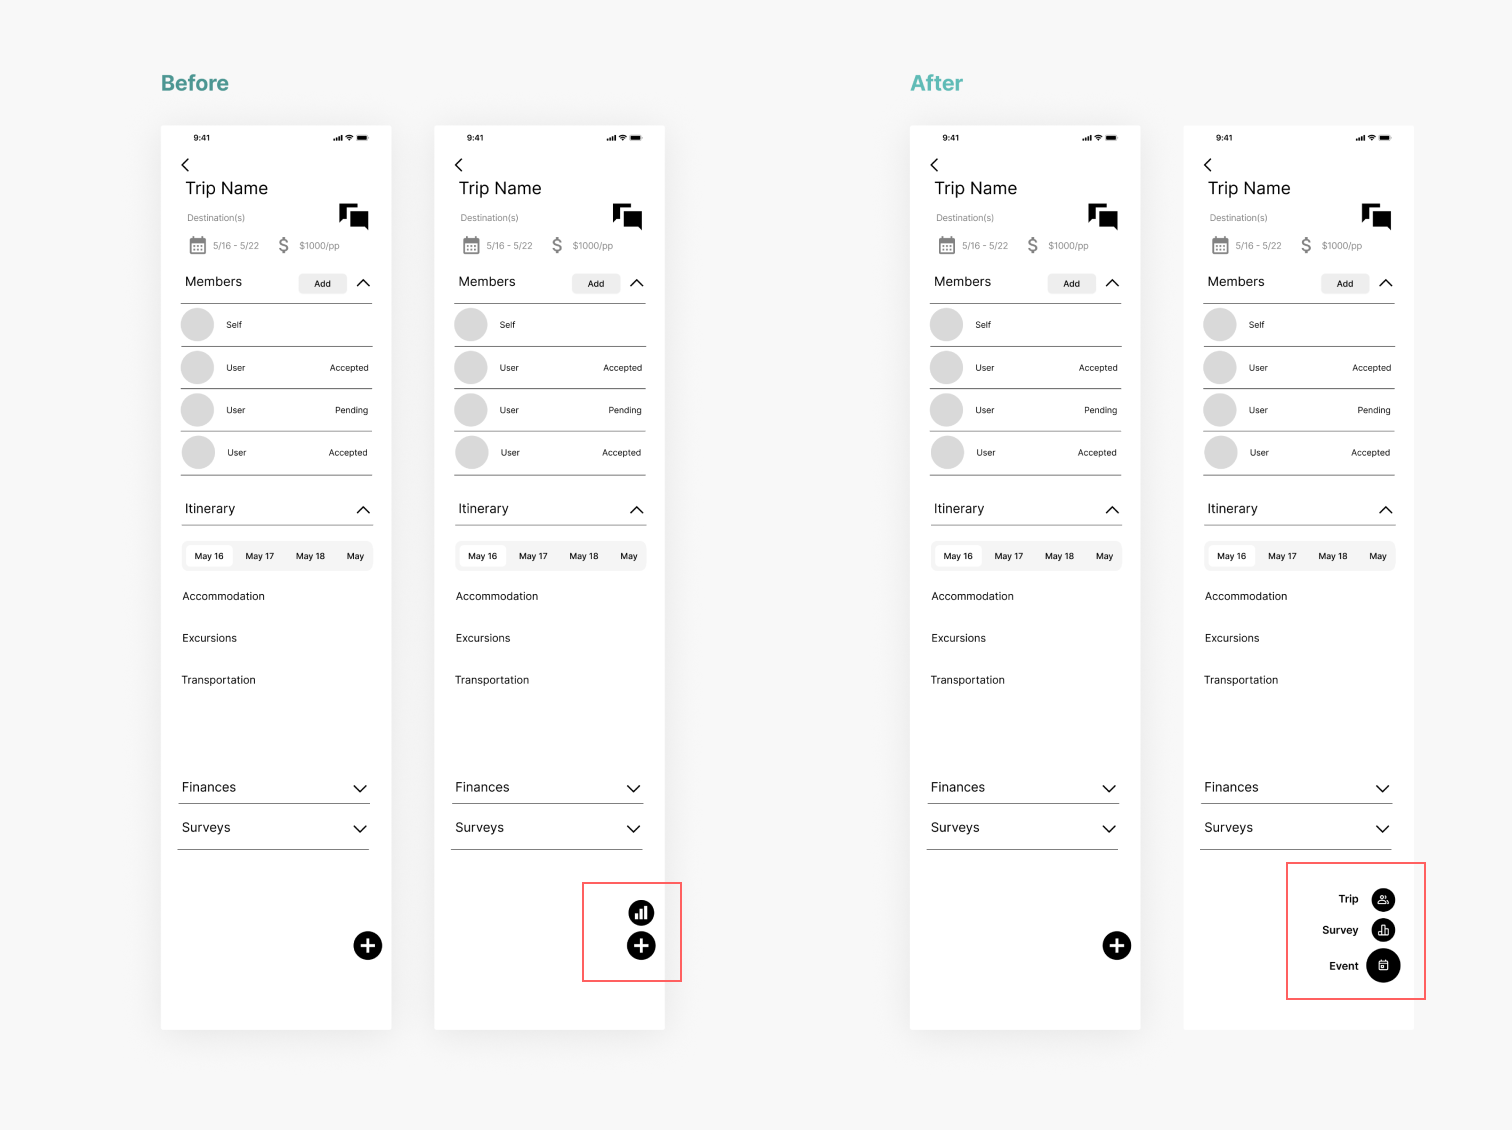 Before
9:41
Trip Name
Destination(s)
5/16 - 5/22 $1000/pp
Members Add
Self
User Accepted
User Pending
User Accepted
Itinerary
May 16 May 17 May 18 May
Accommodation
Excursions
Transportation
Finances
Surveys
9:41
Trip Name
Destination(s)
5/16 - 5/22 $1000/pp
Members Add
Self
User Accepted
User Pending
User Accepted
Itinerary
May 16 May 17 May 18 May
Accommodation
Excursions
Transportation
Finances
Surveys
After
9:41
Trip Name
Destination(s)
5/16 - 5/22 $1000/pp
Members Add
Self
User Accepted
User Pending
User Accepted
Itinerary
May 16 May 17 May 18 May
Accommodation
Excursions
Transportation
Finances
Surveys
9:41
Trip Name
Destination(s)
5/16 - 5/22 $1000/pp
Members Add
Self
User Accepted
User Pending
User Accepted
Itinerary
May 16 May 17 May 18 May
Accommodation
Excursions
Transportation
Finances
Surveys
Trip
Survey
Event